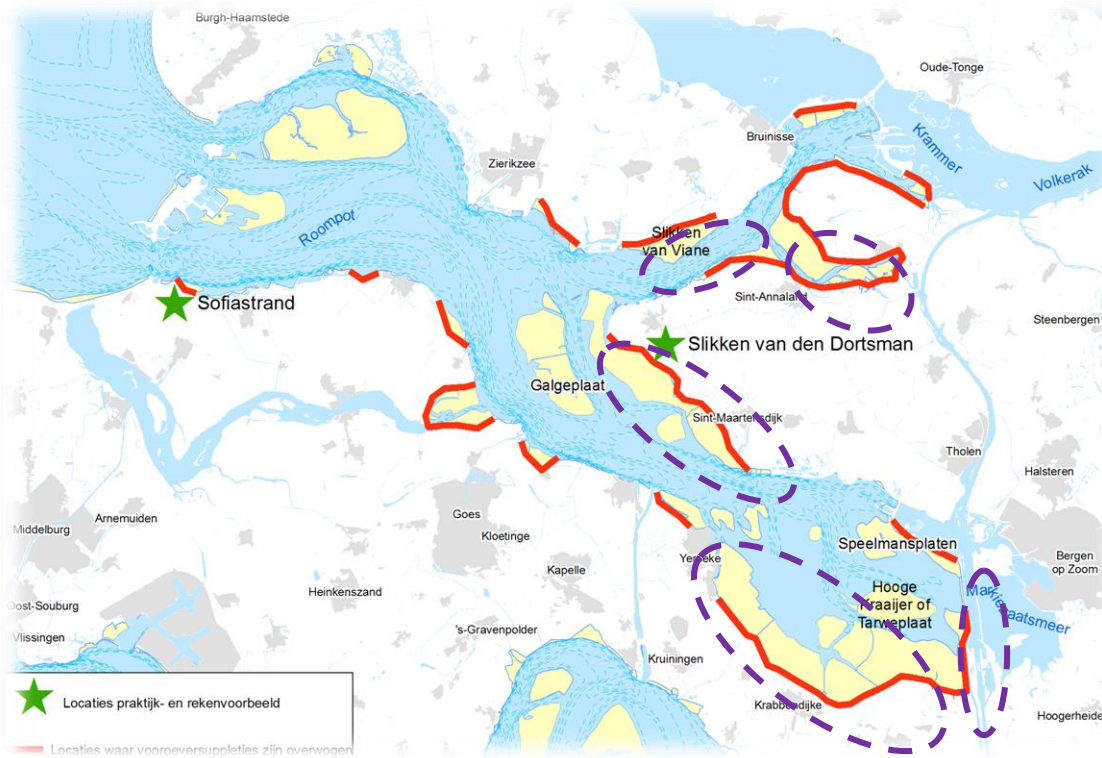 Burgh-Haamstede
Oude-Tonge
Bruinisse
Krammer
Zierikzee
Volkerak
Roompot
Slikken
van Viane
Sint-Annaland
Sofiastrand
Steenbergen
Slikken van den Dortsman
Galgeplaat
Sint-Maartensdijk
Tholen
Halsteren
Goes
Middelburg
Arnemuiden
Kloetinge
Speelmansplaten
Yerseke
Bergen
op Zoom
Kapelle
Heinkenszand
Hooge
Kraaijer of
Tarweplaat
Markiezaatsmeer
Oost-Souburg
Vlissingen
's-Gravenpolder
Kruiningen
Krabbendijke
Hoogerheide
Locaties praktijk- en rekenvoorbeeld
Locaties waar vooroeversuppleties zijn overwogen